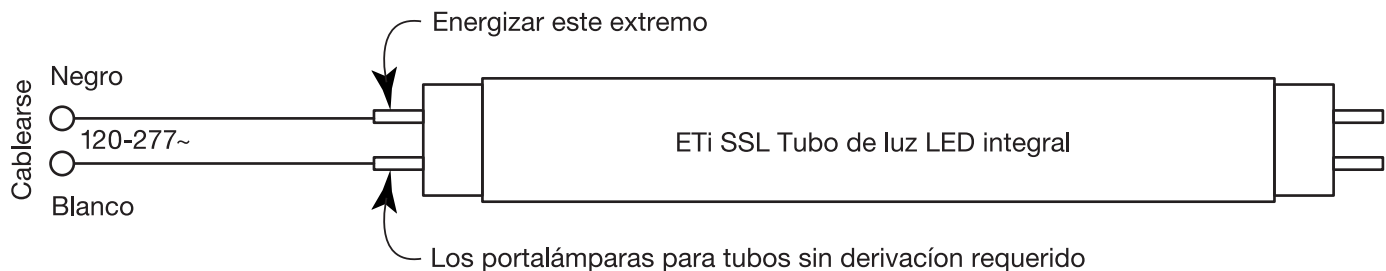 Energizar este extremo
Cablearse
Negro
120-277~
Blanco
ETi SSL Tubo de luz LED integral
Los portalámparas para tubos sin derivacíon requerido